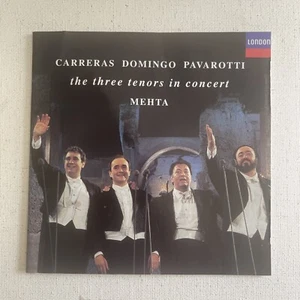 LONDON
CARRERAS DOMINGO PAVAROTTI
the three tenors in concert
MEHTA